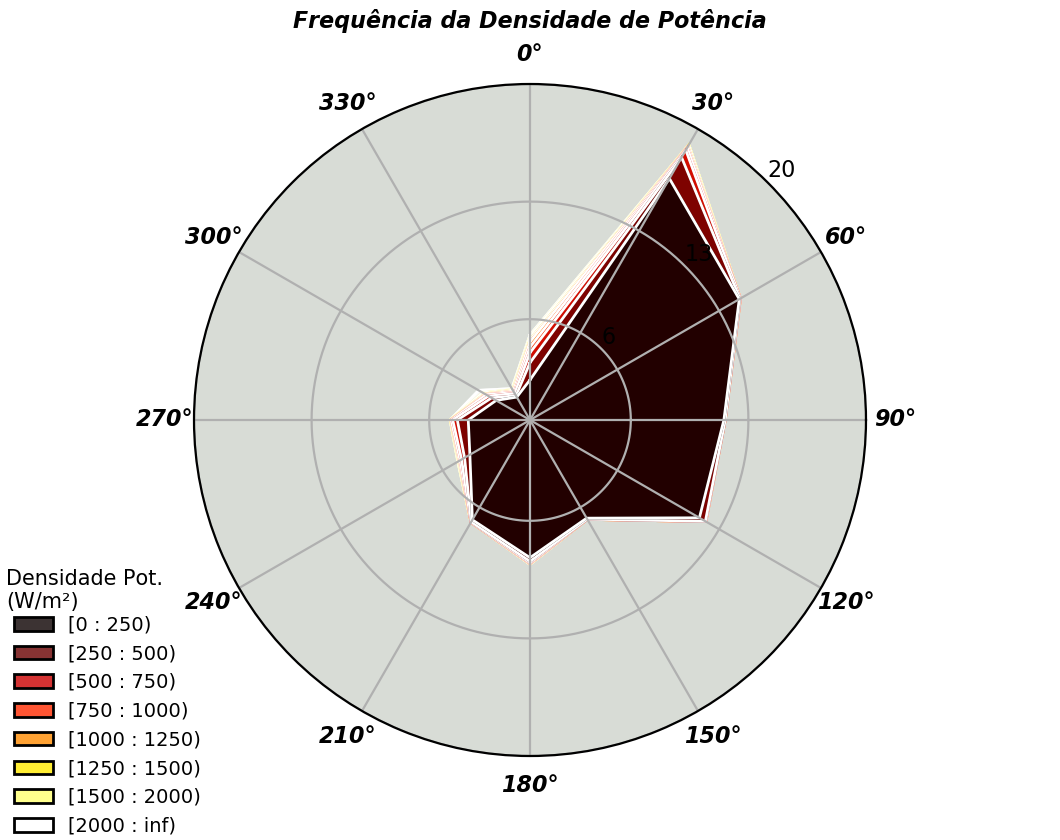 Frequência da Densidade de Potência
0°
330°
30°
20
300°
60°
13
6
270°
90°
240°
120°
210°
150°
180°
Densidade Pot.
(W/m²)
[0 : 250)
[250 : 500)
[500 : 750)
[750 : 1000)
[1000 : 1250)
[1250 : 1500)
[1500 : 2000)
[2000 : inf)